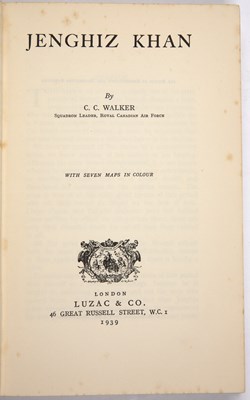 JENGHIZ KHAN
By
C. C. WALKER
Squadron Leader, Royal Canadian Air Force
WITH SEVEN MAPS IN COLOUR
LONDON
LUZAC & CO.
46 GREAT RUSSELL STREET, W.C. 1
1939